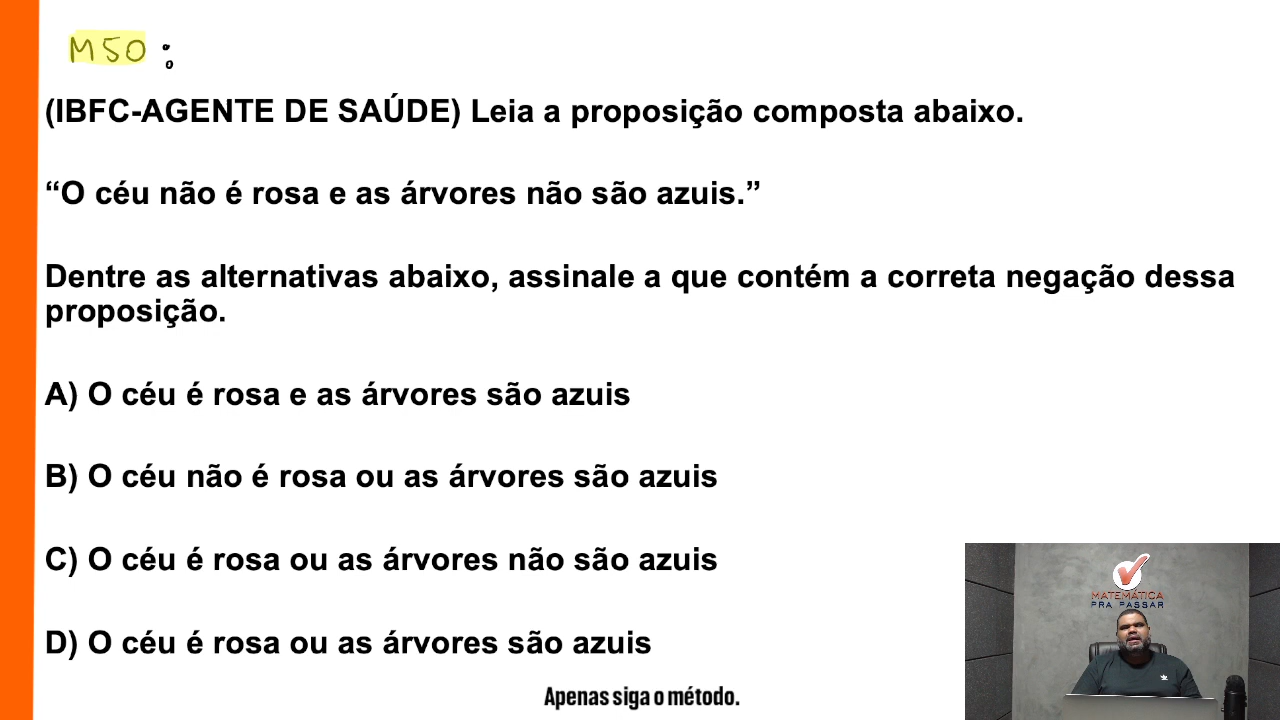 M50:
(IBFC-AGENTE DE SAÚDE) Leia a proposição composta abaixo.
“O céu não é rosa e as árvores não são azuis.”
Dentre as alternativas abaixo, assinale a que contém a correta negação dessa
proposição.
A) O céu é rosa e as árvores são azuis
B) O céu não é rosa ou as árvores são azuis
C) O céu é rosa ou as árvores não são azuis
D) O céu é rosa ou as árvores são azuis
MATEMÁTICA
PRA PASSAR
Apenas siga o método.